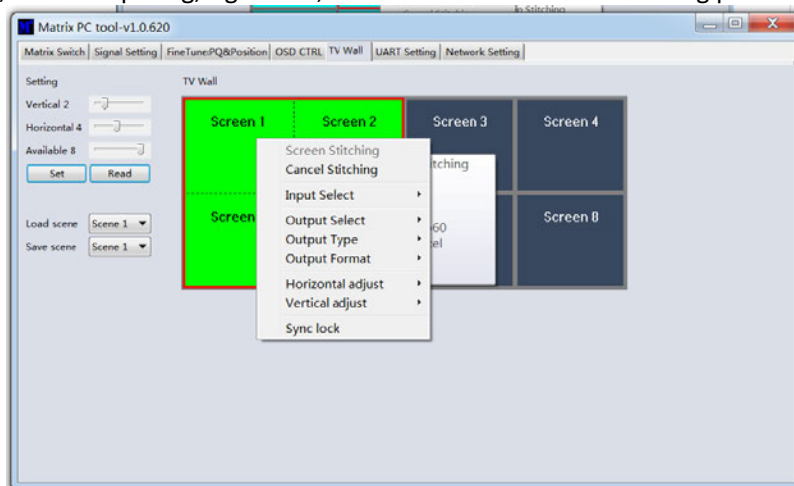 in Stitching
Matrix PC tool-v1.0.620
Matrix Switch Signal Setting FineTune:PQ&Position OSD CTRL TV Wall UART Setting Network Setting
Setting TV Wall
Vertical 2
Horizontal 4
Available 8
Set Read
Load scene Scene 1
Save scene Scene 1
Screen 1 Screen 2 Screen 3 Screen 4
Screen Screen 8
Screen Stitching
Cancel Stitching
Input Select
Output Select
Output Type
Output Format
Horizontal adjust
Vertical adjust
Sync lock
itching
60
el